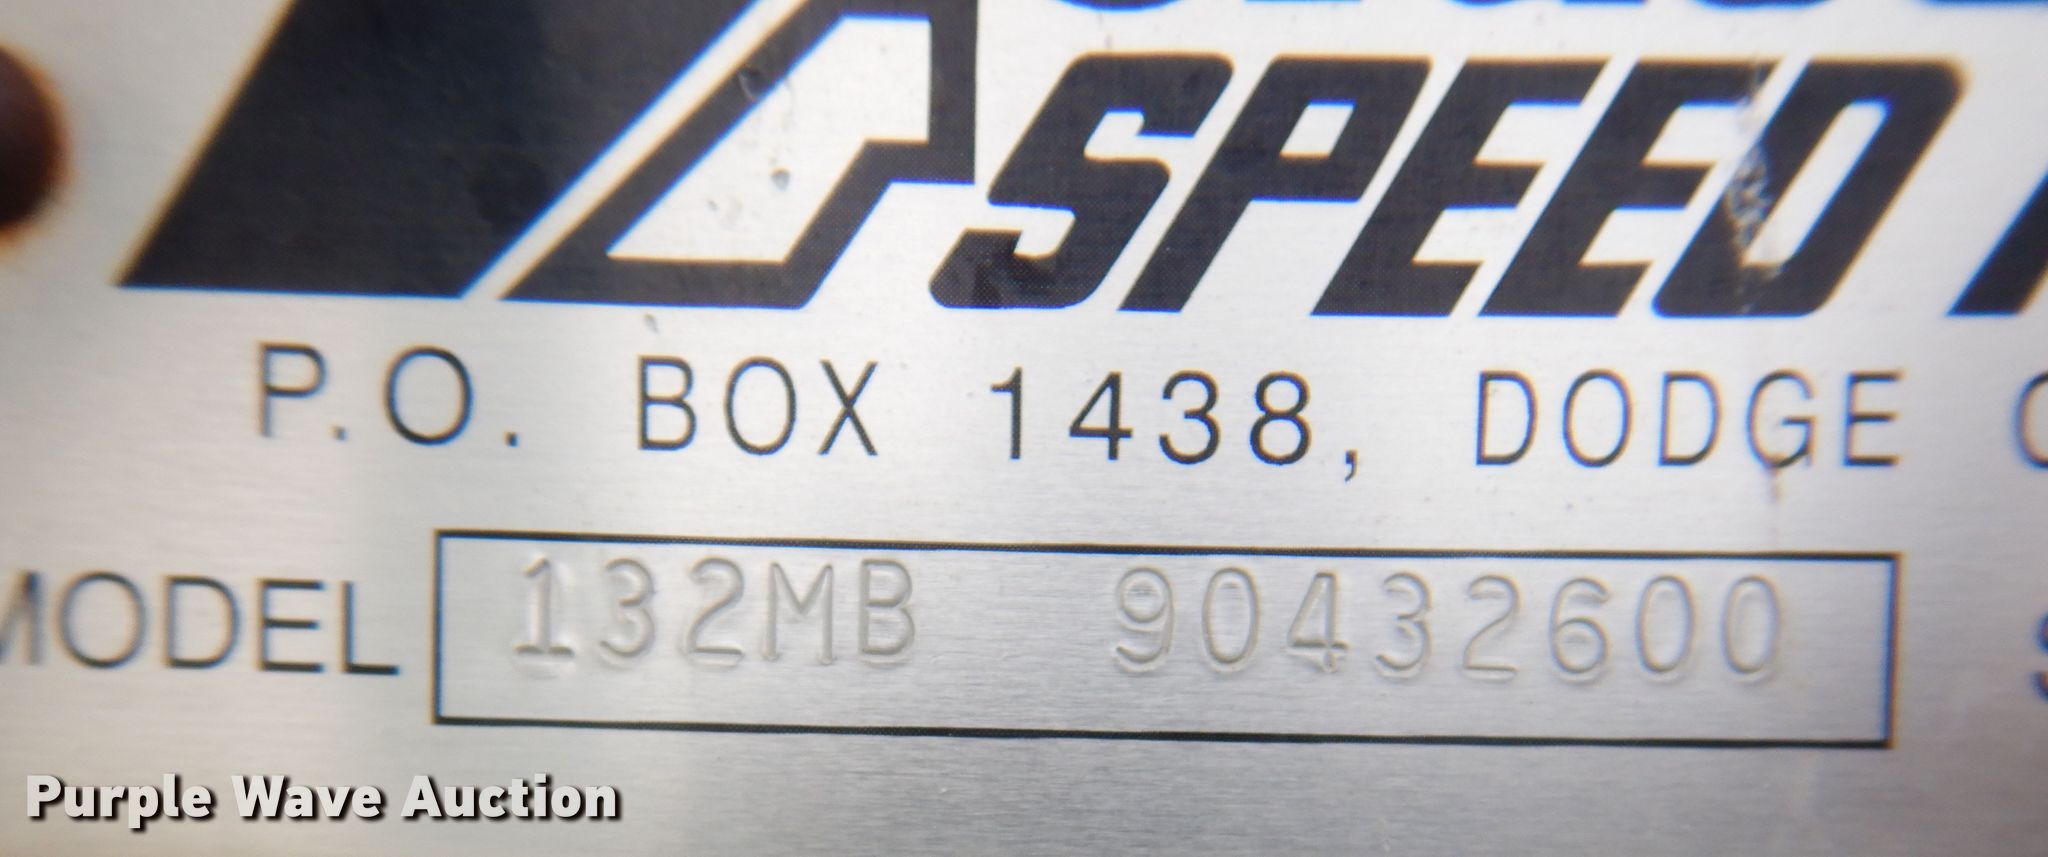 SPEED
P.O. BOX 1438, DODGE
MODEL 132MB 90432600
Purple Wave Auction